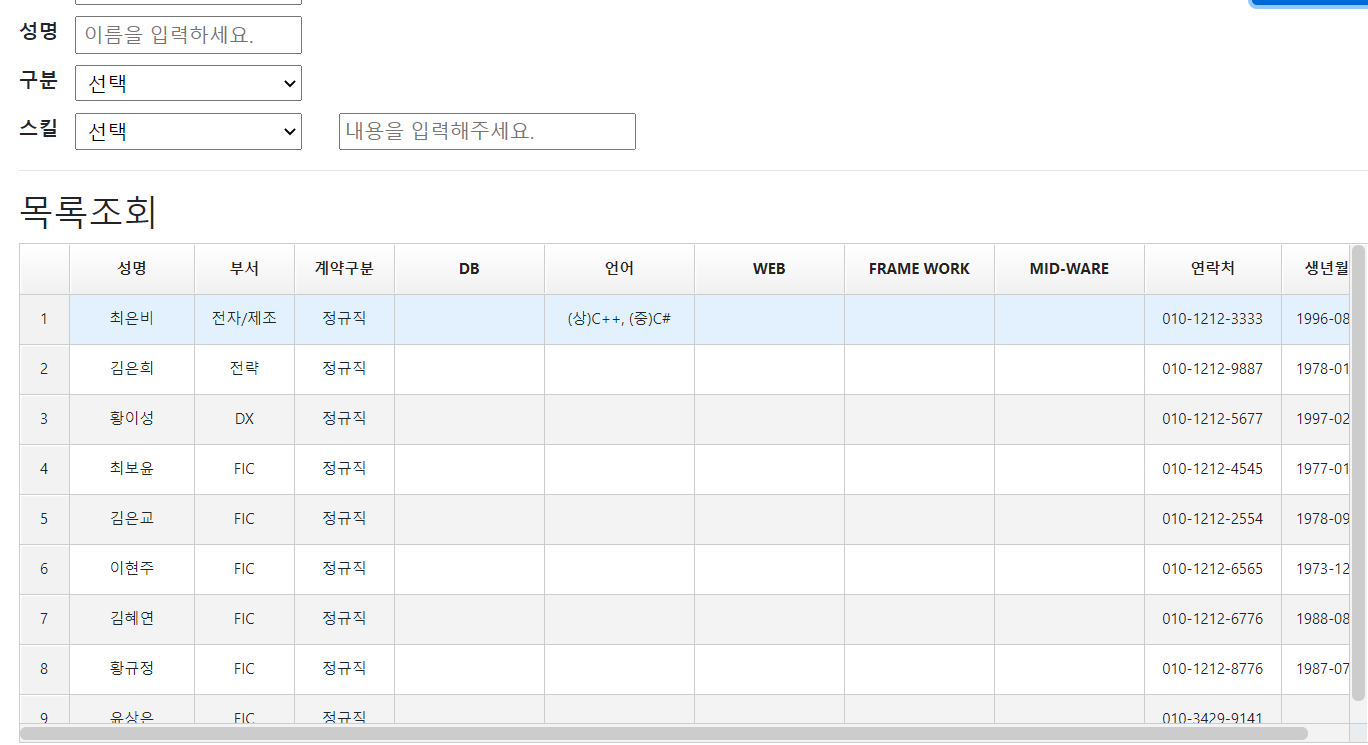 성명 이름을 입력하세요.
구분 선택
스킬 선택 내용을 입력해주세요.
목록조회
성명 부서 계약구분 DB 언어 WEB FRAME WORK MID-WARE 연락처 생년월
1 최은비 전자/제조 정규직 (상)C++, (중)C# 010-1212-3333 1996-08
2 김은희 전략 정규직 010-1212-9887 1978-01
3 황이성 DX 정규직 010-1212-5677 1997-02
4 최보윤 FIC 정규직 010-1212-4545 1977-01
5 김은교 FIC 정규직 010-1212-2554 1978-09
6 이현주 FIC 정규직 010-1212-6565 1973-12
7 김혜연 FIC 정규직 010-1212-6776 1988-08
8 황규정 FIC 정규직 010-1212-8776 1987-07
9 유상은 FIC 정규직 010-3429-9141